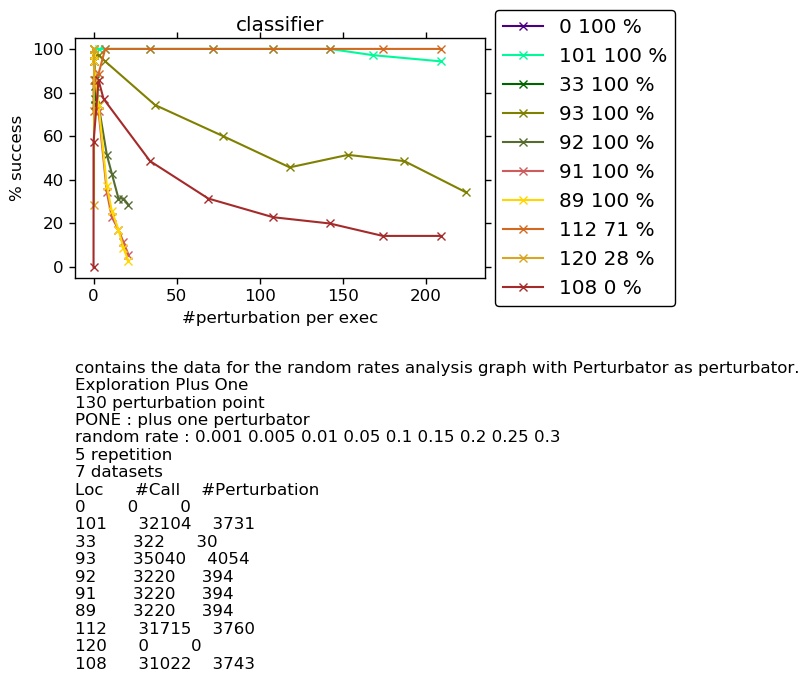 classifier
100
80
60
40
20
0
% success
0 50 100 150 200
#perturbation per exec
0 100 %
101 100 %
33 100 %
93 100 %
92 100 %
91 100 %
89 100 %
112 71 %
120 28 %
108 0 %
contains the data for the random rates analysis graph with Perturbator as perturbator.
Exploration Plus One
130 perturbation point
PONE : plus one perturbator
random rate : 0.001 0.005 0.01 0.05 0.1 0.15 0.2 0.25 0.3
5 repetition
7 datasets
Loc #Call #Perturbation
0 0 0
101 32104 3731
33 322 30
93 35040 4054
92 3220 394
91 3220 394
89 3220 394
112 31715 3760
120 0 0
108 31022 3743